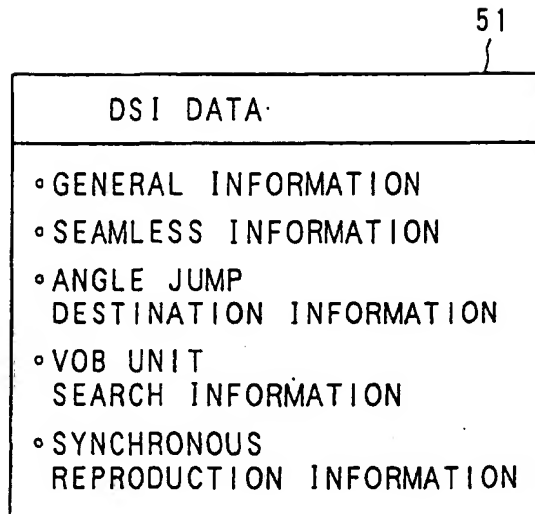 51
DSI DATA
∘GENERAL INFORMATION
∘SEAMLESS INFORMATION
∘ANGLE JUMP
DESTINATION INFORMATION
∘VOB UNIT
SEARCH INFORMATION
∘SYNCHRONOUS
REPRODUCTION INFORMATION